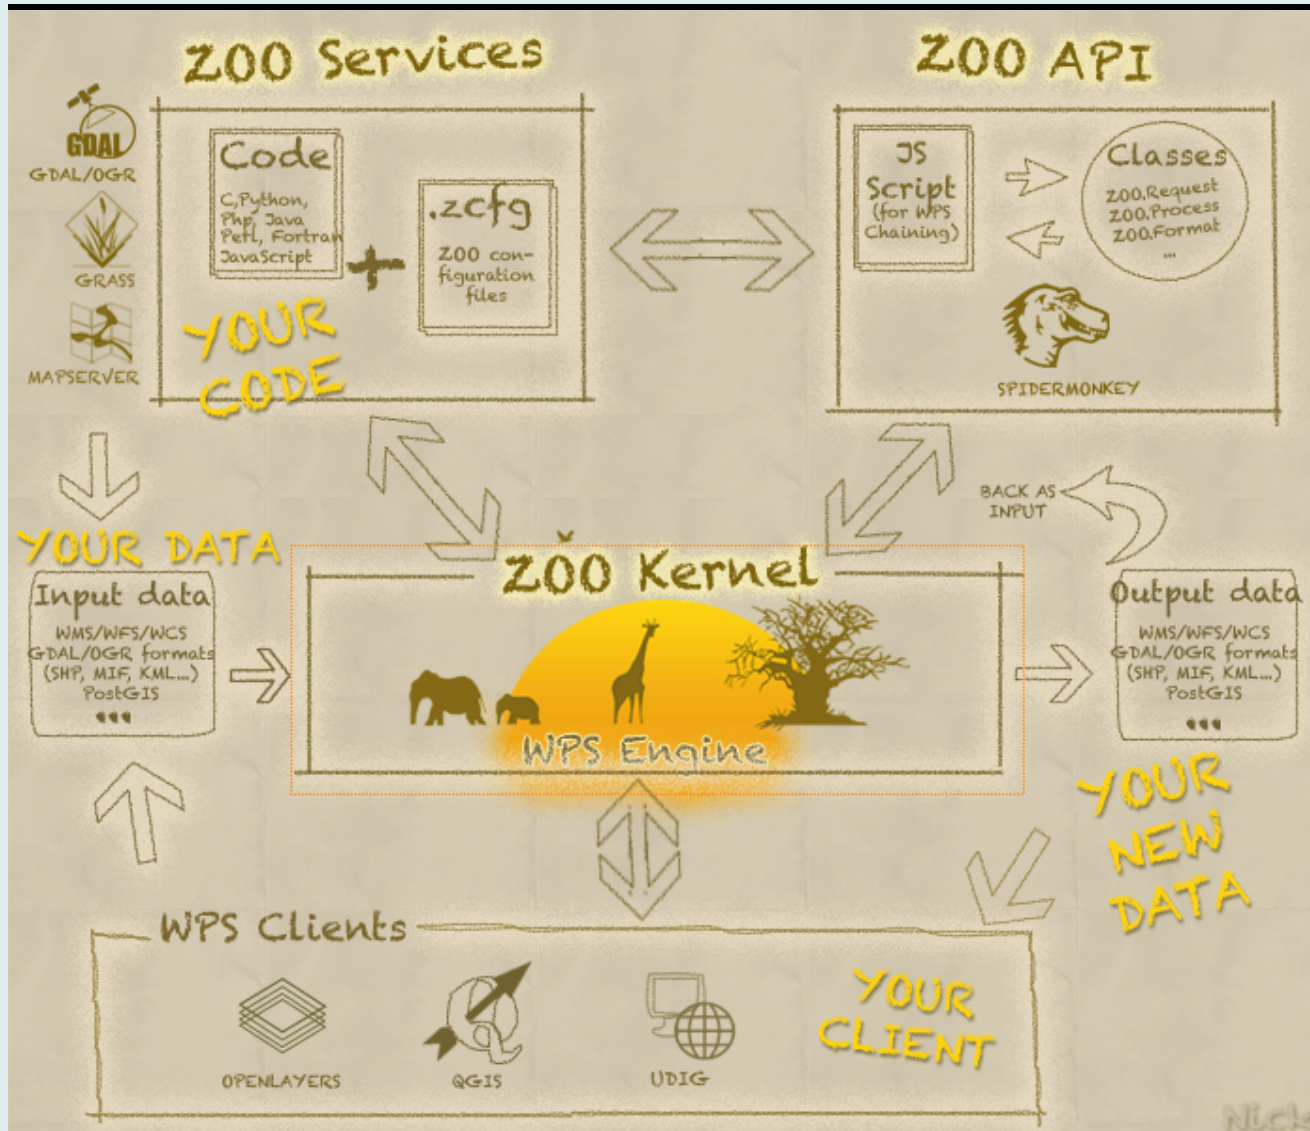 ZOO Services
ZOO API
GDAL
GDAL/OGR
GRASS
MAPSERVER
Code
C,Python,
Php, Java
Perl, Fortran
JavaScript
.zcfg
ZOO con-
figuration
files
YOUR
CODE
JS
Script
(for WPS
Chaining)
Classes
ZOO.Request
ZOO.Process
ZOO.Format
...
SPIDERMONKEY
BACK AS
INPUT
YOUR DATA
Input data
WMS/WFS/WCS
GDAL/OGR formats
(SHP, MIF, KML...)
PostGIS
...
ZOO Kernel
WPS Engine
Output data
WMS/WFS/WCS
GDAL/OGR formats
(SHP, MIF, KML...)
PostGIS
...
YOUR
NEW
DATA
WPS Clients
OPENLAYERS
QGIS
UDIG
YOUR
CLIENT